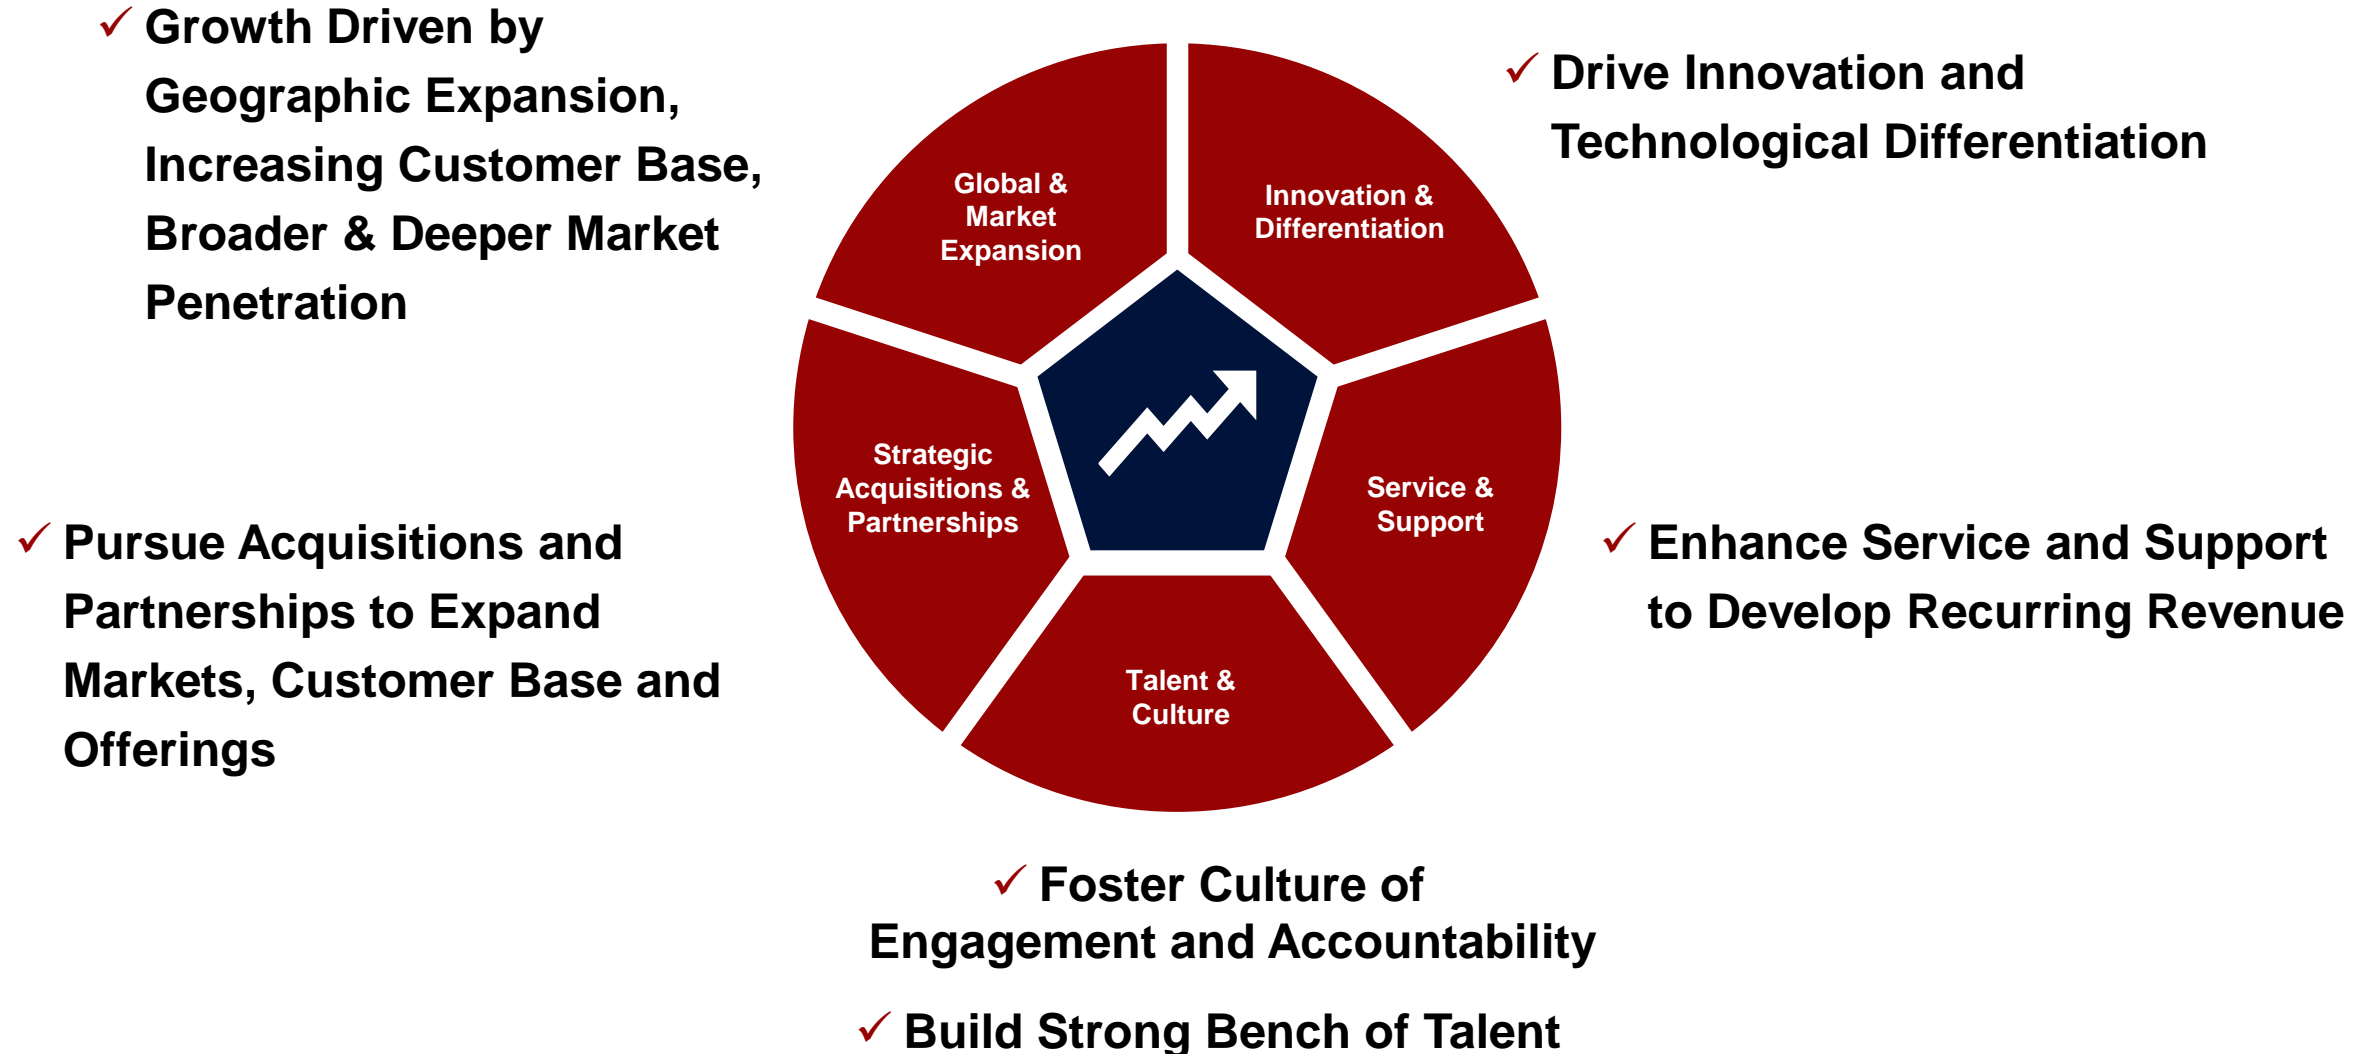 ✓ Growth Driven by
Geographic Expansion,
Increasing Customer Base,
Broader & Deeper Market
Penetration
✓ Drive Innovation and
Technological Differentiation
Global &
Market
Expansion
Innovation &
Differentiation
Strategic
Acquisitions &
Partnerships
Service &
Support
Talent &
Culture
✓ Pursue Acquisitions and
Partnerships to Expand
Markets, Customer Base and
Offerings
✓ Enhance Service and Support
to Develop Recurring Revenue
✓ Foster Culture of
Engagement and Accountability
✓ Build Strong Bench of Talent